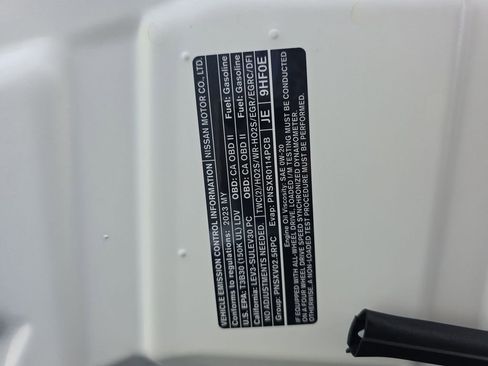 VEHICLE EMISSION CONTROL INFORMATION NISSAN MOTOR CO., LTD.
Conforms to regulations: 2023 MY Fuel: Gasoline
U.S. EPA: T3B30 (150K UL) LDV OBD: CA OBD II Fuel: Gasoline
California: LEV3-SULEV30 PC OBD: CA OBD II
NO ADJUSTMENTS NEEDED. TWC(2)/HO2S/WR-HO2S/EGR/EGRC/DFI
Group: PNSXV02.5RPC Evap: PNSXR0114PCB JE 9HF0E
Engine Oil Viscosity: SAE 0W-20
IF EQUIPPED WITH ALL-WHEEL DRIVE, LOADED I/M TESTING MUST BE CONDUCTED
ON A FOUR WHEEL DRIVE SPEED SYNCHRONIZED DYNAMOMETER.
OTHERWISE, A NON-LOADED TEST PROCEDURE MUST BE PERFORMED.